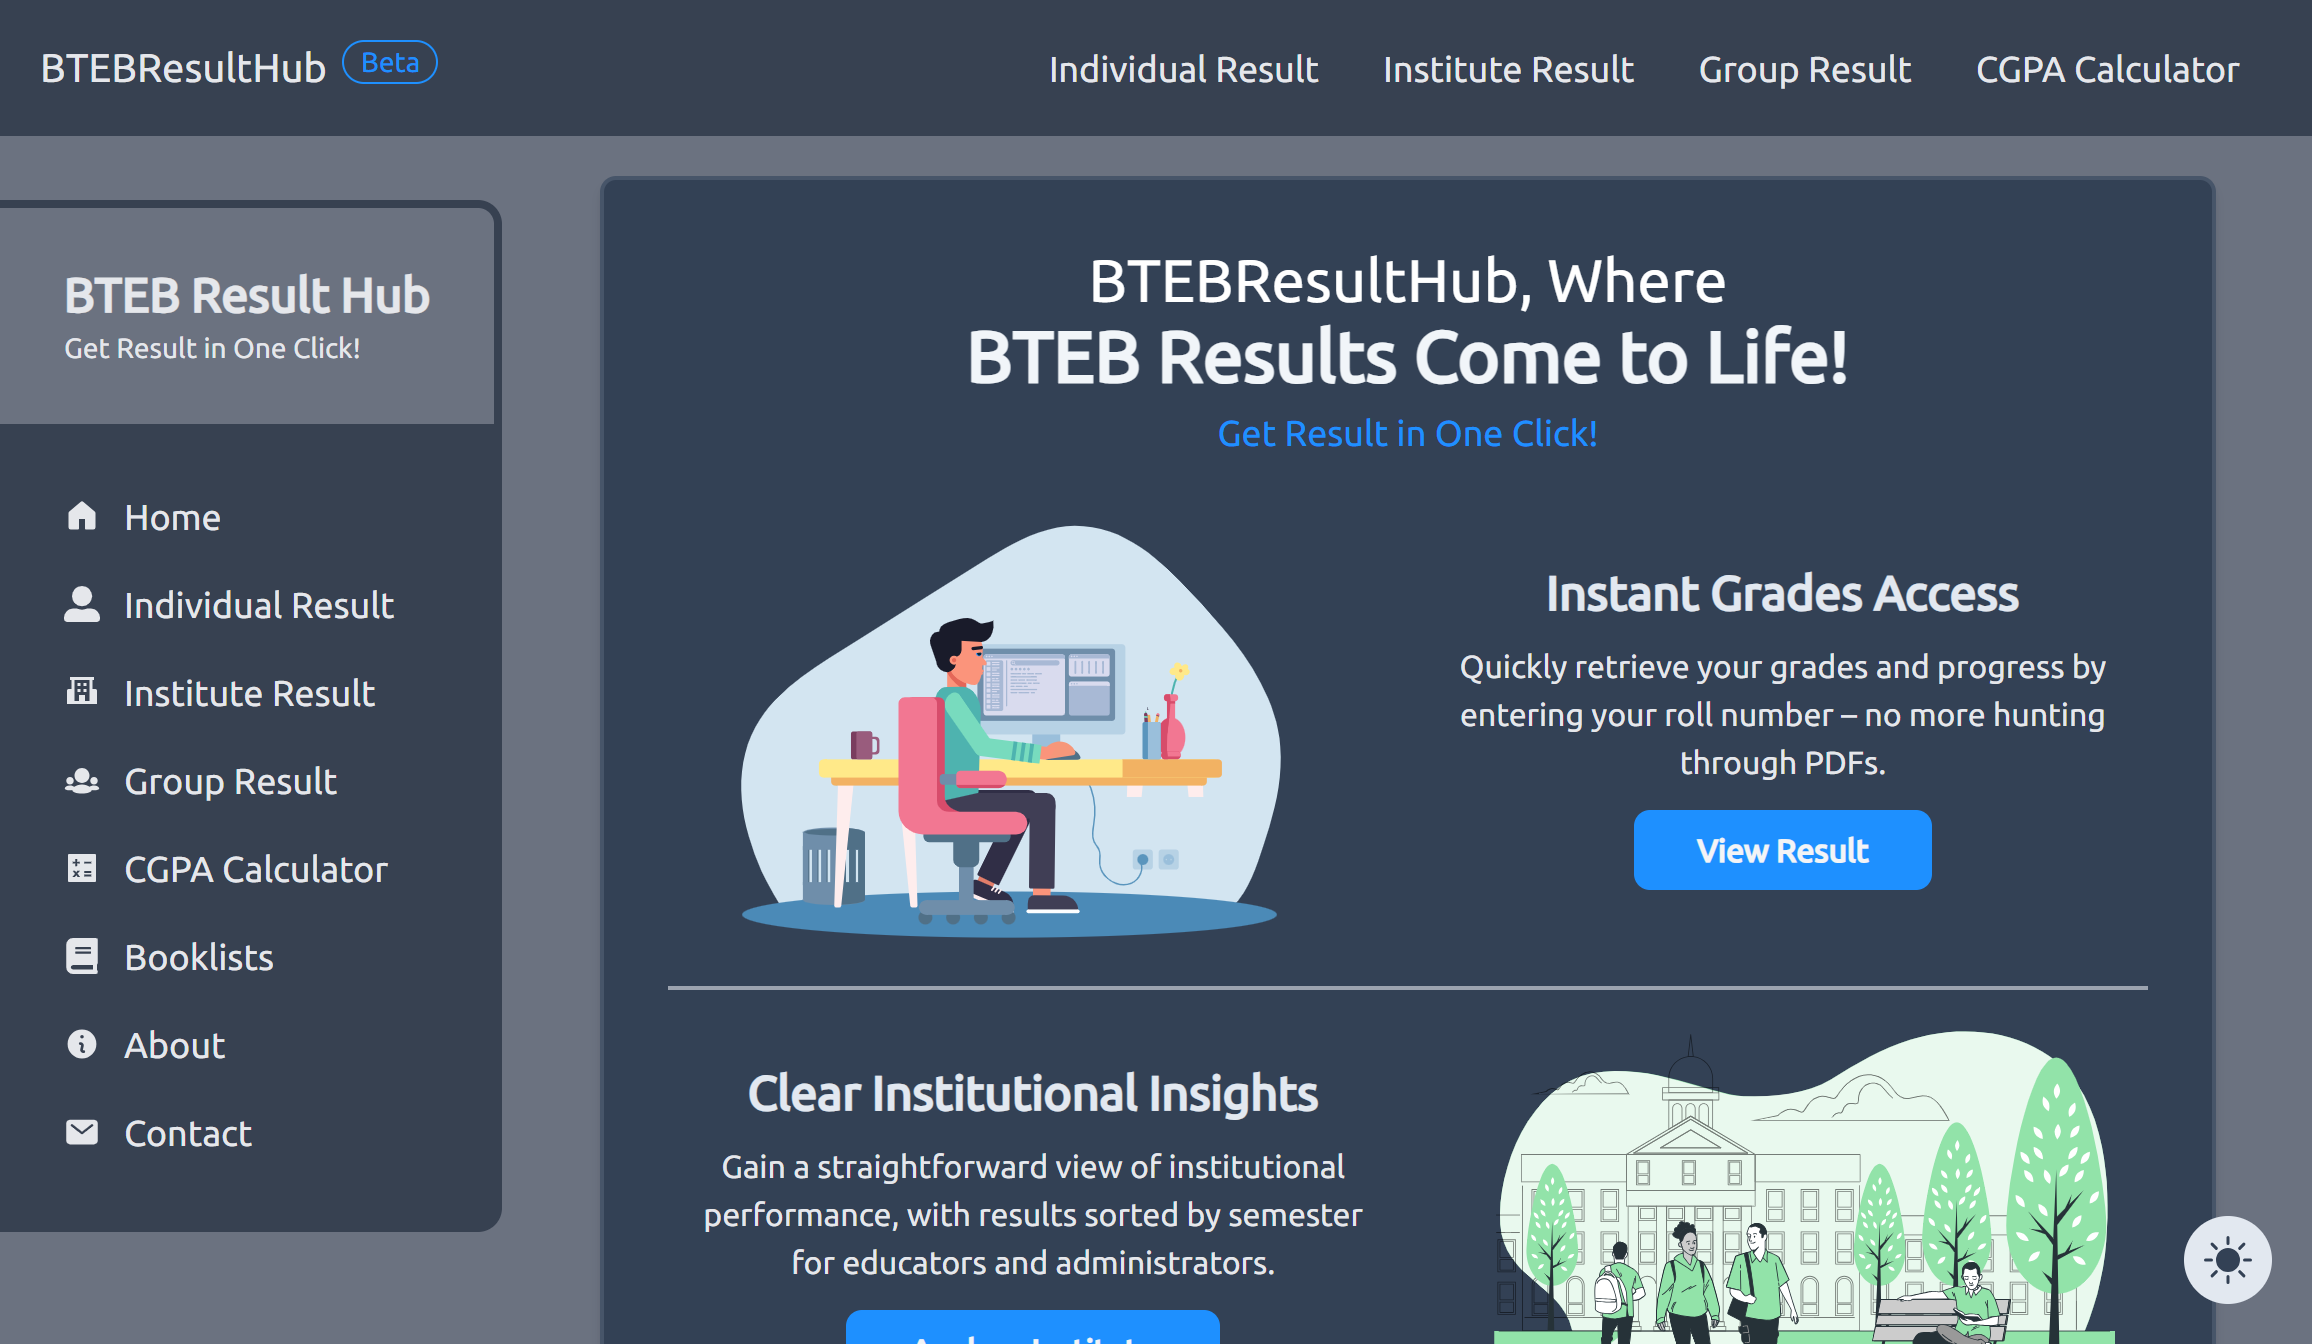 BTEBResultHub Beta
Individual Result
Institute Result
Group Result
CGPA Calculator
BTEB Result Hub
Get Result in One Click!
Home
Individual Result
Institute Result
Group Result
CGPA Calculator
Booklists
About
Contact
BTEBResultHub, Where
BTEB Results Come to Life!
Get Result in One Click!
Instant Grades Access
Quickly retrieve your grades and progress by
entering your roll number – no more hunting
through PDFs.
View Result
Clear Institutional Insights
Gain a straightforward view of institutional
performance, with results sorted by semester
for educators and administrators.